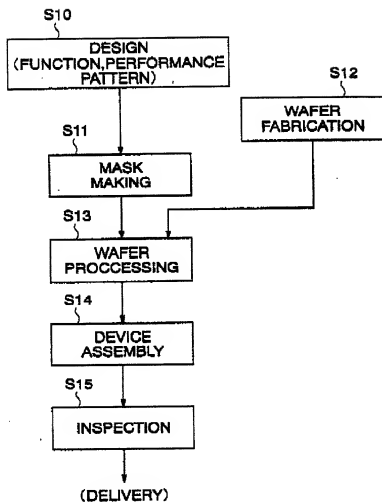 S10
DESIGN
(FUNCTION,PERFORMANCE
PATTERN)
S12
WAFER
FABRICATION
S11
MASK
MAKING
S13
WAFER
PROCCESSING
S14
DEVICE
ASSEMBLY
S15
INSPECTION
(DELIVERY)